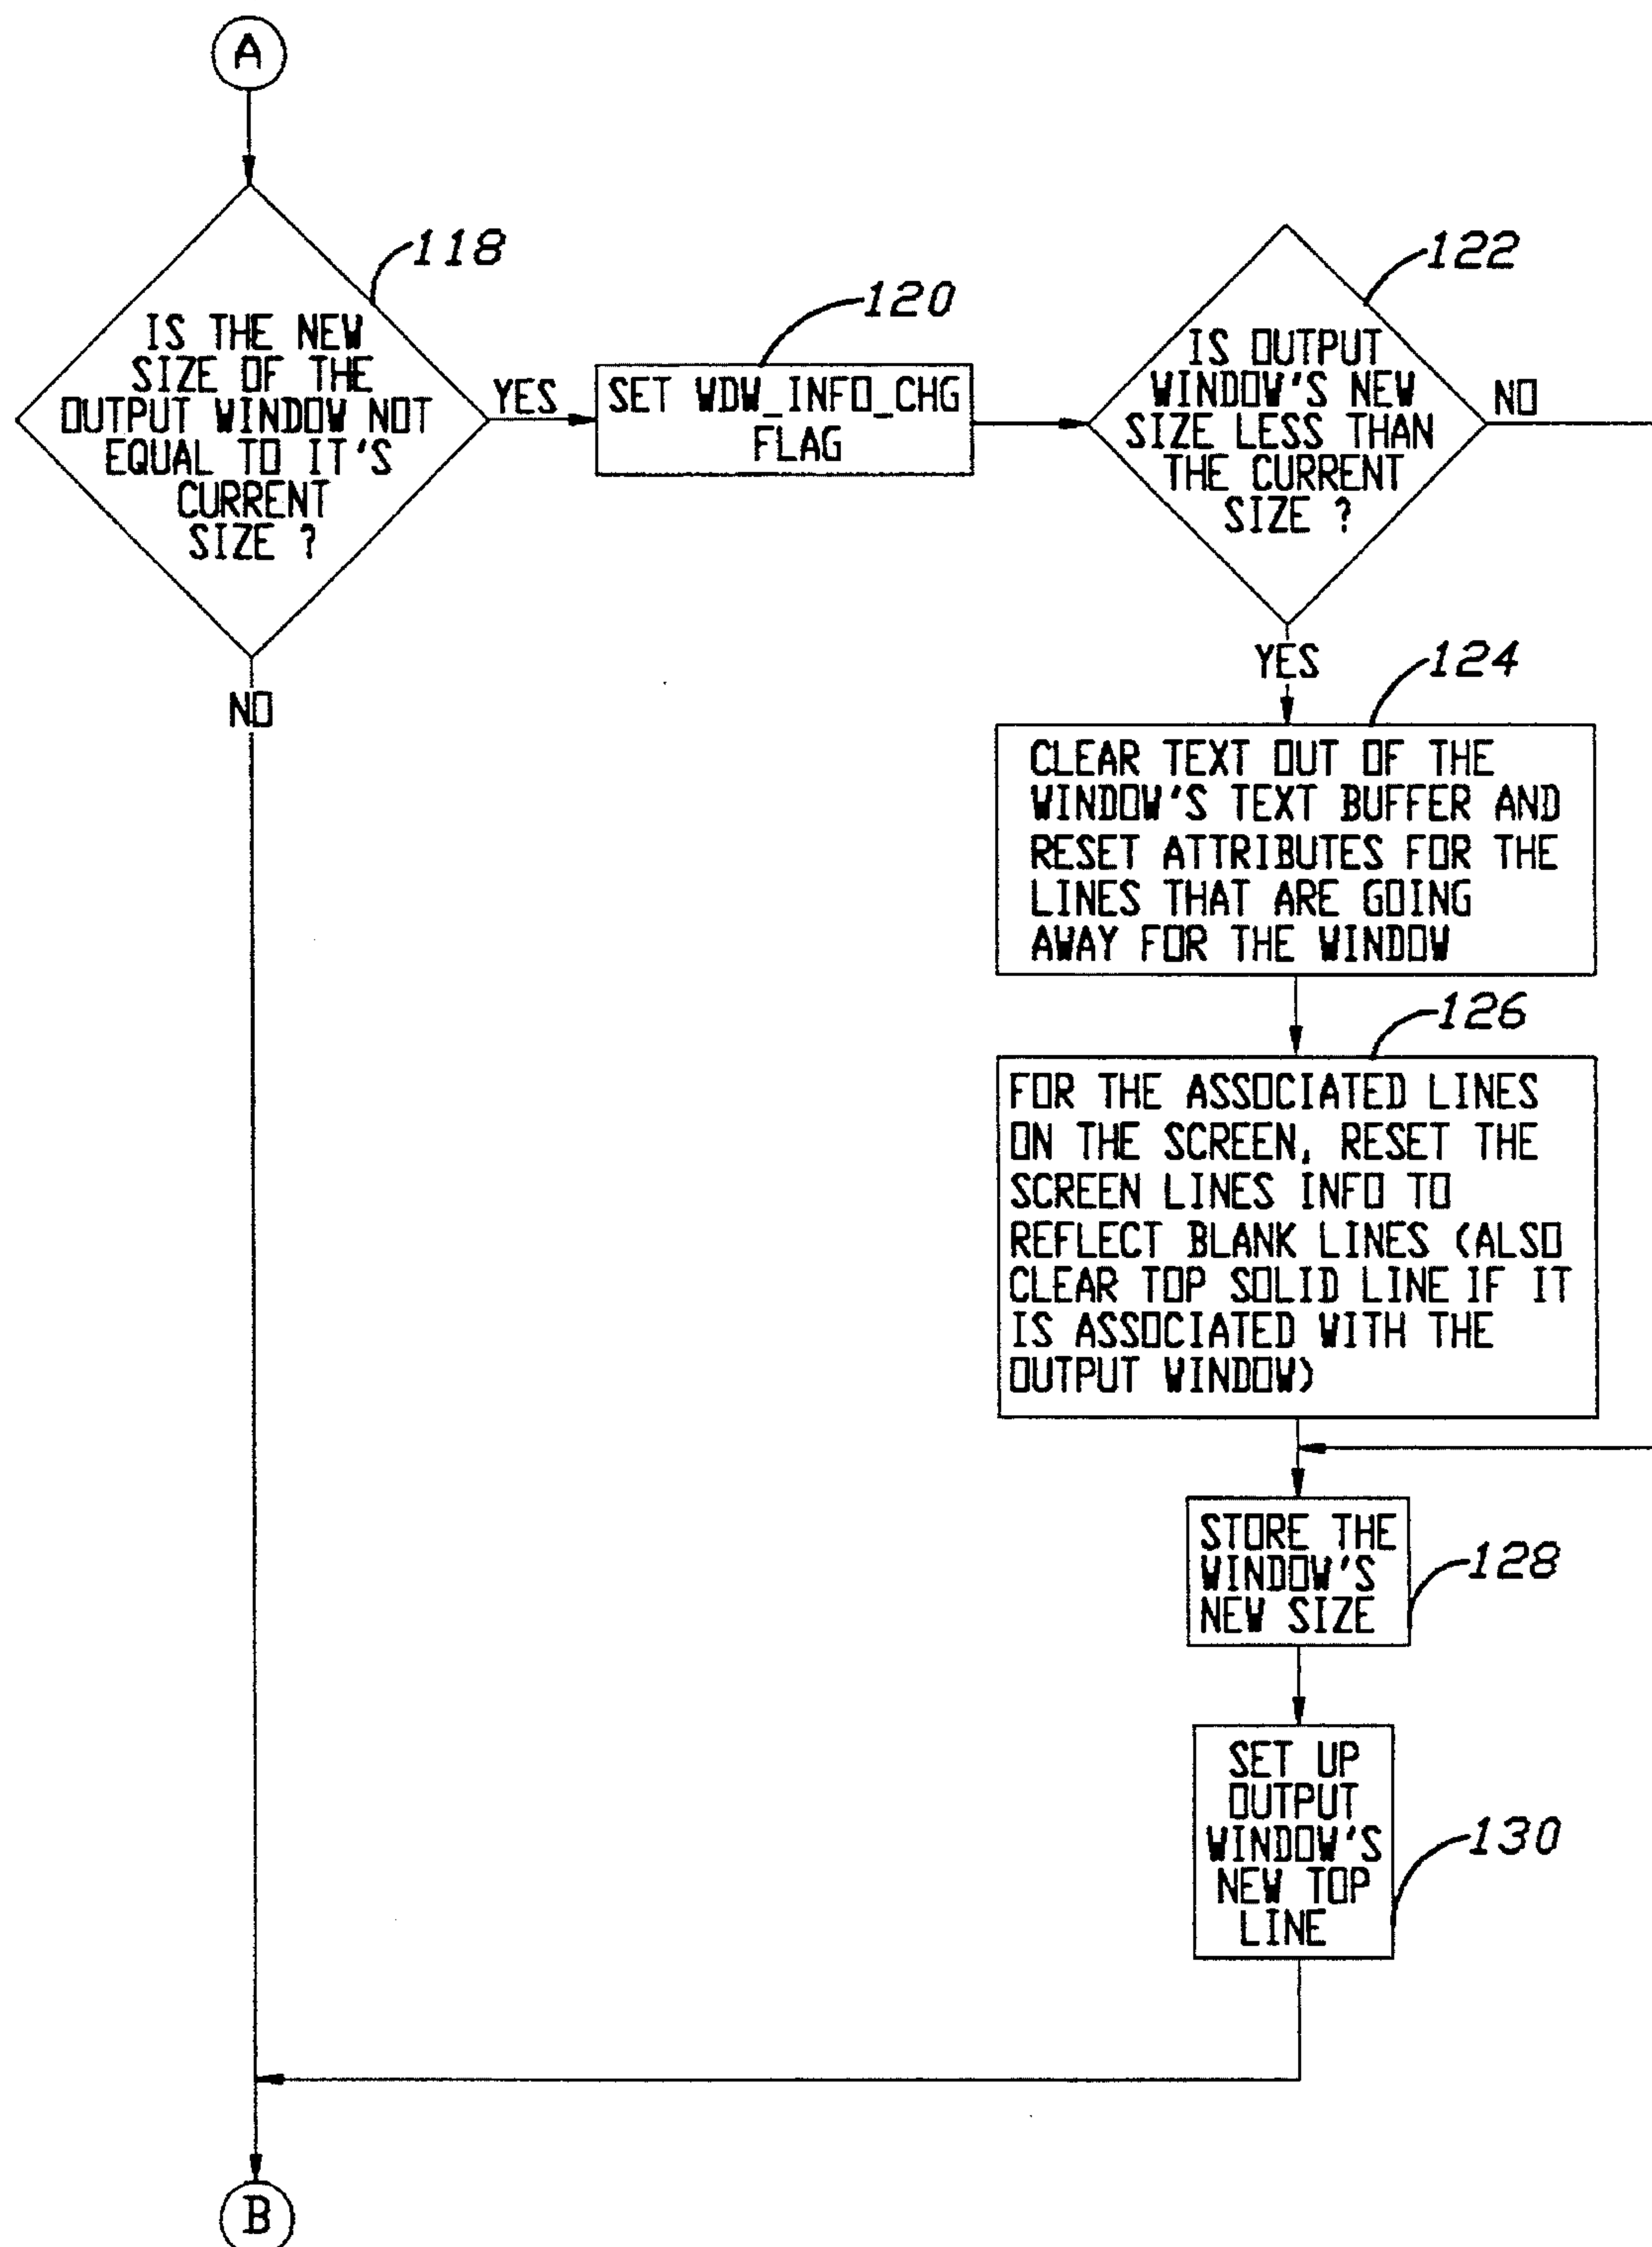 A
118
IS THE NEW
SIZE OF THE
OUTPUT WINDOW NOT
EQUAL TO IT'S
CURRENT
SIZE ?
YES
NO
120
SET WDW_INFO_CHG
FLAG
122
IS OUTPUT
WINDOW'S NEW
SIZE LESS THAN
THE CURRENT
SIZE ?
NO
YES
124
CLEAR TEXT OUT OF THE
WINDOW'S TEXT BUFFER AND
RESET ATTRIBUTES FOR THE
LINES THAT ARE GOING
AWAY FOR THE WINDOW
126
FOR THE ASSOCIATED LINES
ON THE SCREEN, RESET THE
SCREEN LINES INFO TO
REFLECT BLANK LINES (ALSO
CLEAR TOP SOLID LINE IF IT
IS ASSOCIATED WITH THE
OUTPUT WINDOW)
STORE THE
WINDOW'S
NEW SIZE
128
SET UP
OUTPUT
WINDOW'S
NEW TOP
LINE
130
B